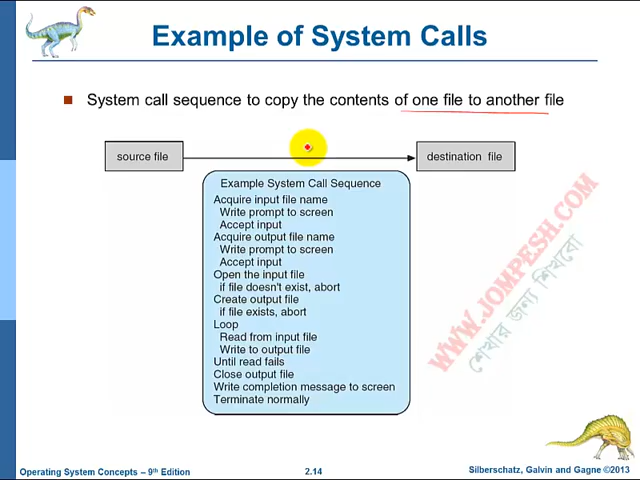 Example of System Calls
System call sequence to copy the contents of one file to another file
source file
destination file
Example System Call Sequence
Acquire input file name
Write prompt to screen
Accept input
Acquire output file name
Write prompt to screen
Accept input
Open the input file
if file doesn't exist, abort
Create output file
if file exists, abort
Loop
Read from input file
Write to output file
Until read fails
Close output file
Write completion message to screen
Terminate normally
WWW.JOMPESH.COM
শেখার জন্য শিখবো
Operating System Concepts – 9th Edition
2.14
Silberschatz, Galvin and Gagne ©2013